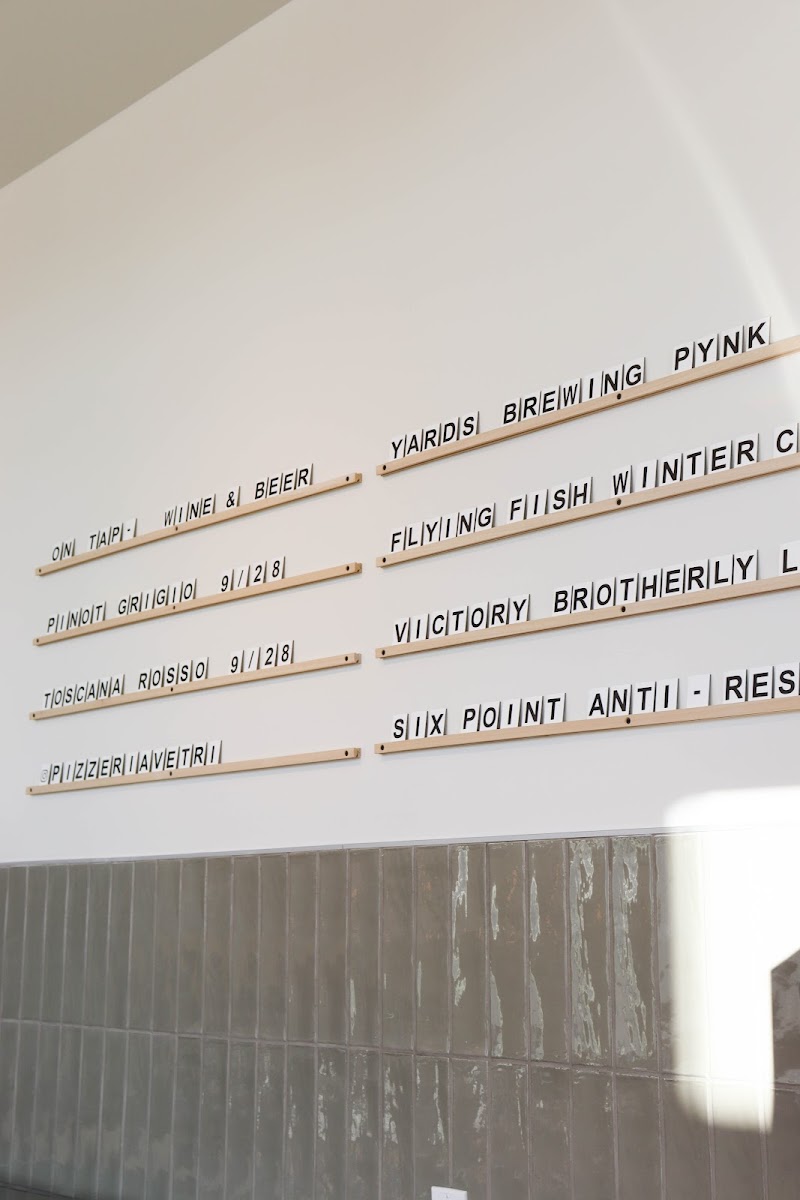 ON TAP- WINE & BEER
PINOT GRIGIO 9/28
TOSCANA ROSSO 9/28
@PIZZERIAVETRI
YARDS BREWING PYNK
FLYING FISH WINTER C
VICTORY BROTHERLY L
SIX POINT ANTI-RES